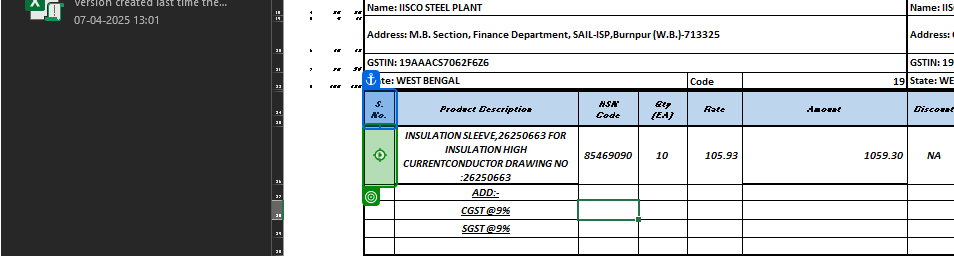 Version created last time the...
07-04-2025 13:01
Name: IISCO STEEL PLANT
Name: IIS
Address: M.B. Section, Finance Department, SAIL-ISP,Burnpur (W.B.)-713325
Address:
GSTIN: 19AAACS7062F6Z6
GSTIN: 19
te: WEST BENGAL
Code
19
State: WE
S. No.
Product Description
HSN Code
Qty (EA)
Rate
Amount
Discount
INSULATION SLEEVE,26250663 FOR
INSULATION HIGH
CURRENTCONDUCTOR DRAWING NO
:26250663
85469090
10
105.93
1059.30
NA
ADD:-
CGST @9%
SGST @9%